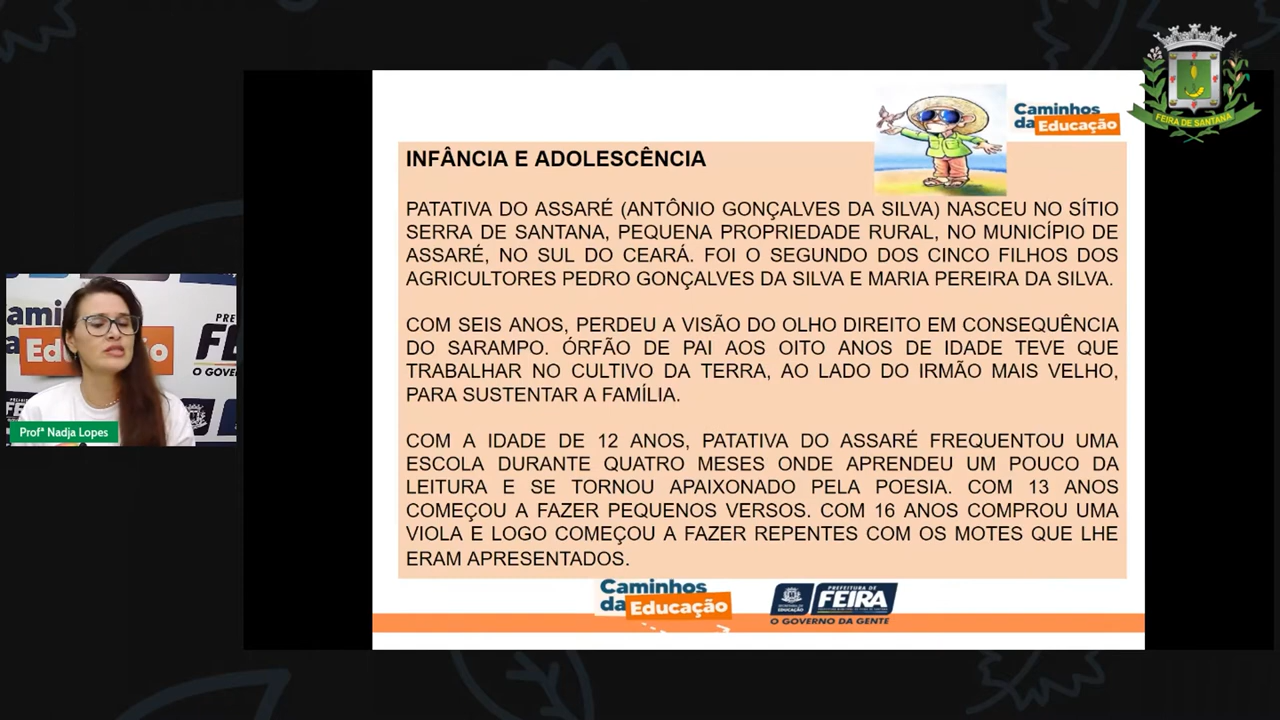 FEIRA DE SANTANA
Caminhos
da Educação
INFÂNCIA E ADOLESCÊNCIA
PATATIVA DO ASSARÉ (ANTÔNIO GONÇALVES DA SILVA) NASCEU NO SÍTIO
SERRA DE SANTANA, PEQUENA PROPRIEDADE RURAL, NO MUNICÍPIO DE
ASSARÉ, NO SUL DO CEARÁ. FOI O SEGUNDO DOS CINCO FILHOS DOS
AGRICULTORES PEDRO GONÇALVES DA SILVA E MARIA PEREIRA DA SILVA.
COM SEIS ANOS, PERDEU A VISÃO DO OLHO DIREITO EM CONSEQUÊNCIA
DO SARAMPO. ÓRFÃO DE PAI AOS OITO ANOS DE IDADE TEVE QUE
TRABALHAR NO CULTIVO DA TERRA, AO LADO DO IRMÃO MAIS VELHO,
PARA SUSTENTAR A FAMÍLIA.
COM A IDADE DE 12 ANOS, PATATIVA DO ASSARÉ FREQUENTOU UMA
ESCOLA DURANTE QUATRO MESES ONDE APRENDEU UM POUCO DA
LEITURA E SE TORNOU APAIXONADO PELA POESIA. COM 13 ANOS
COMEÇOU A FAZER PEQUENOS VERSOS. COM 16 ANOS COMPROU UMA
VIOLA E LOGO COMEÇOU A FAZER REPENTES COM OS MOTES QUE LHE
ERAM APRESENTADOS.
Caminhos
da Educação
PREFEITURA DE
FEIRA
O GOVERNO DA GENTE
Profª Nadja Lopes